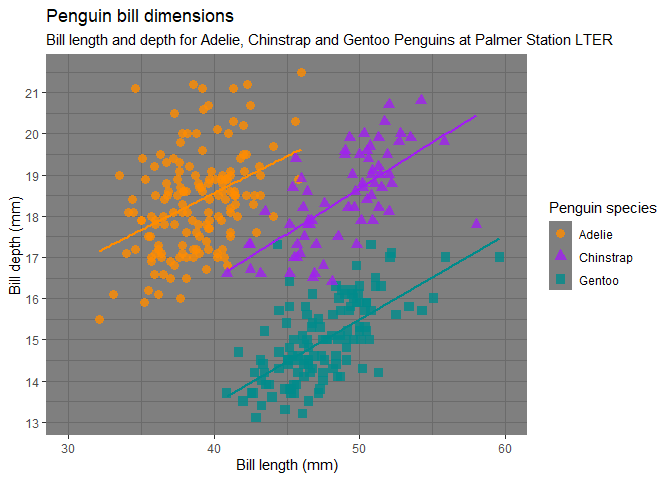 Penguin bill dimensions
Bill length and depth for Adelie, Chinstrap and Gentoo Penguins at Palmer Station LTER
21
20
19
18
17
16
15
14
13
Bill depth (mm)
30 40 50 60
Bill length (mm)
Penguin species
Adelie
Chinstrap
Gentoo